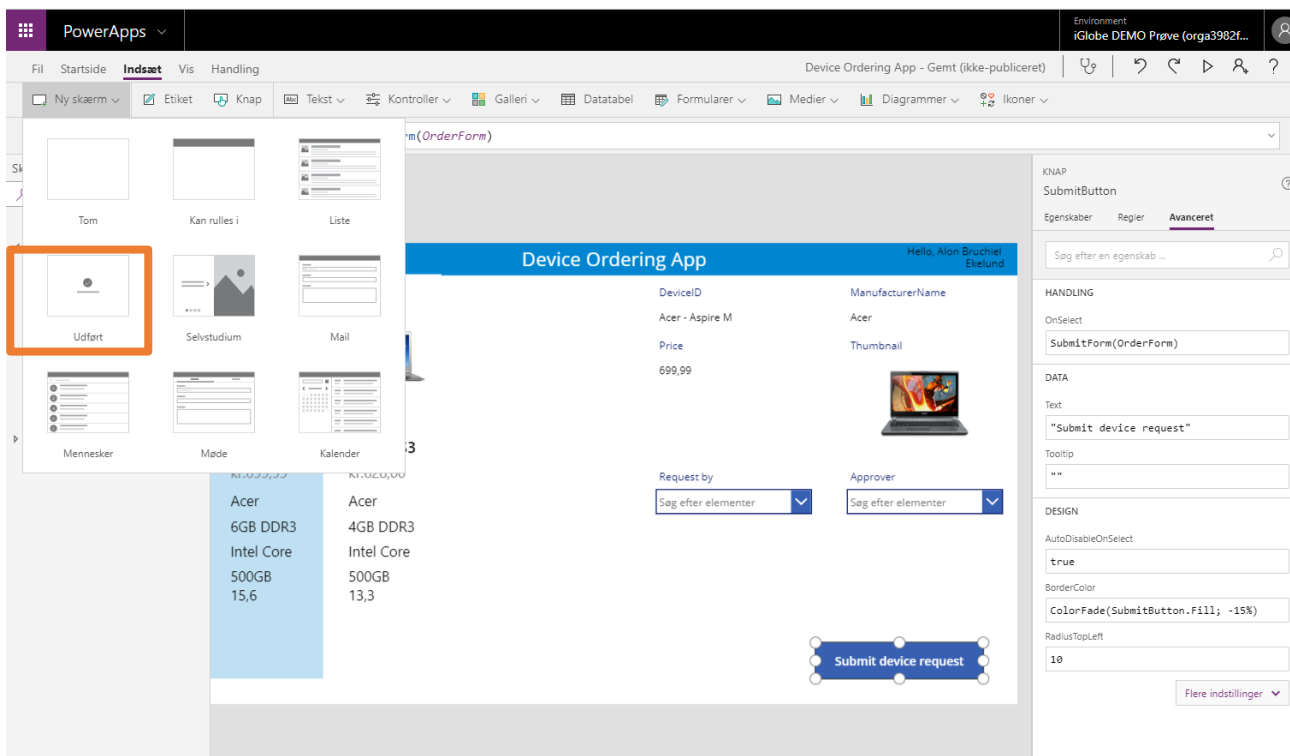 PowerApps
Environment
iGlobe DEMO Prøve (orga3982f...
Fil Startside Indsæt Vis Handling
Device Ordering App - Gemt (ikke-publiceret)
?
Ny skærm Etiket Knap Abc Tekst Kontroller Galleri Datatabel Formularer Medier Diagrammer Ikoner
m(OrderForm)
Sk
Tom Kan rulles i Liste
Udført Selvstudium Mail
Mennesker Møde Kalender
Device Ordering App
Hello, Alon Bruchiel
Ekelund
DeviceID ManufacturerName
Acer - Aspire M Acer
Price Thumbnail
699,99
Request by Approver
Søg efter elementer Søg efter elementer
Acer Acer
6GB DDR3 4GB DDR3
Intel Core Intel Core
500GB 500GB
15,6 13,3
Submit device request
KNAP
SubmitButton
Egenskaber Regler Avanceret
Søg efter en egenskab ...
HANDLING
OnSelect
SubmitForm(OrderForm)
DATA
Text
"Submit device request"
Tooltip
""
DESIGN
AutoDisableOnSelect
true
BorderColor
ColorFade(SubmitButton.Fill; -15%)
RadiusTopLeft
10
Flere indstillinger